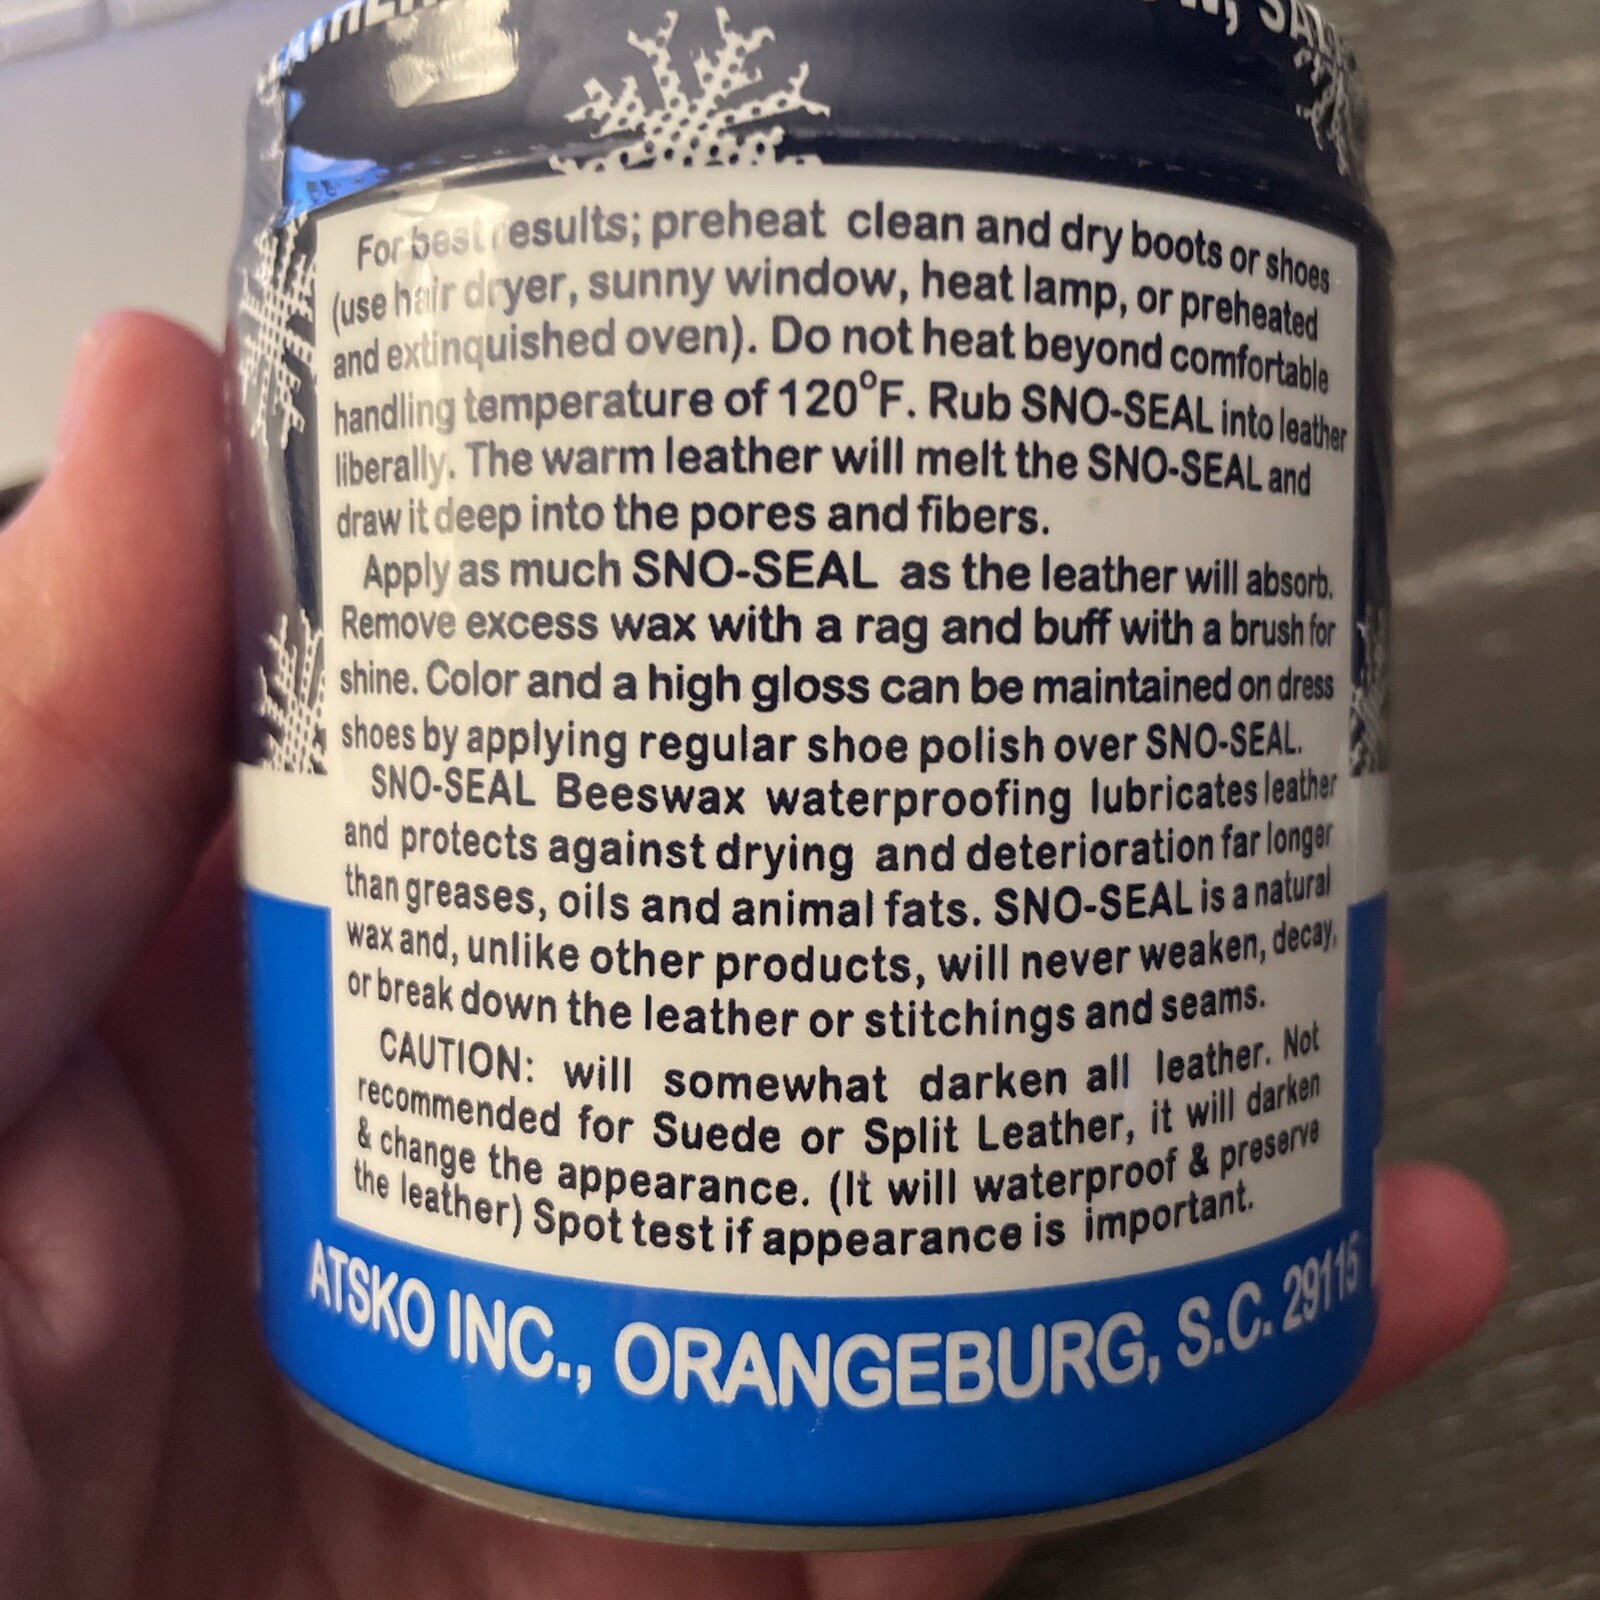 For best results; preheat clean and dry boots or shoes
(use hair dryer, sunny window, heat lamp, or preheated
and extinquished oven). Do not heat beyond comfortable
handling temperature of 120°F. Rub SNO-SEAL into leather
liberally. The warm leather will melt the SNO-SEAL and
draw it deep into the pores and fibers.
Apply as much SNO-SEAL as the leather will absorb.
Remove excess wax with a rag and buff with a brush for
shine. Color and a high gloss can be maintained on dress
shoes by applying regular shoe polish over SNO-SEAL.
SNO-SEAL Beeswax waterproofing lubricates leather
and protects against drying and deterioration far longer
than greases, oils and animal fats. SNO-SEAL is a natural
wax and, unlike other products, will never weaken, decay,
or break down the leather or stitchings and seams.
CAUTION: will somewhat darken all leather. Not
recommended for Suede or Split Leather, it will darken
& change the appearance. (It will waterproof & preserve
the leather) Spot test if appearance is important.
ATSKO INC., ORANGEBURG, S.C. 29115